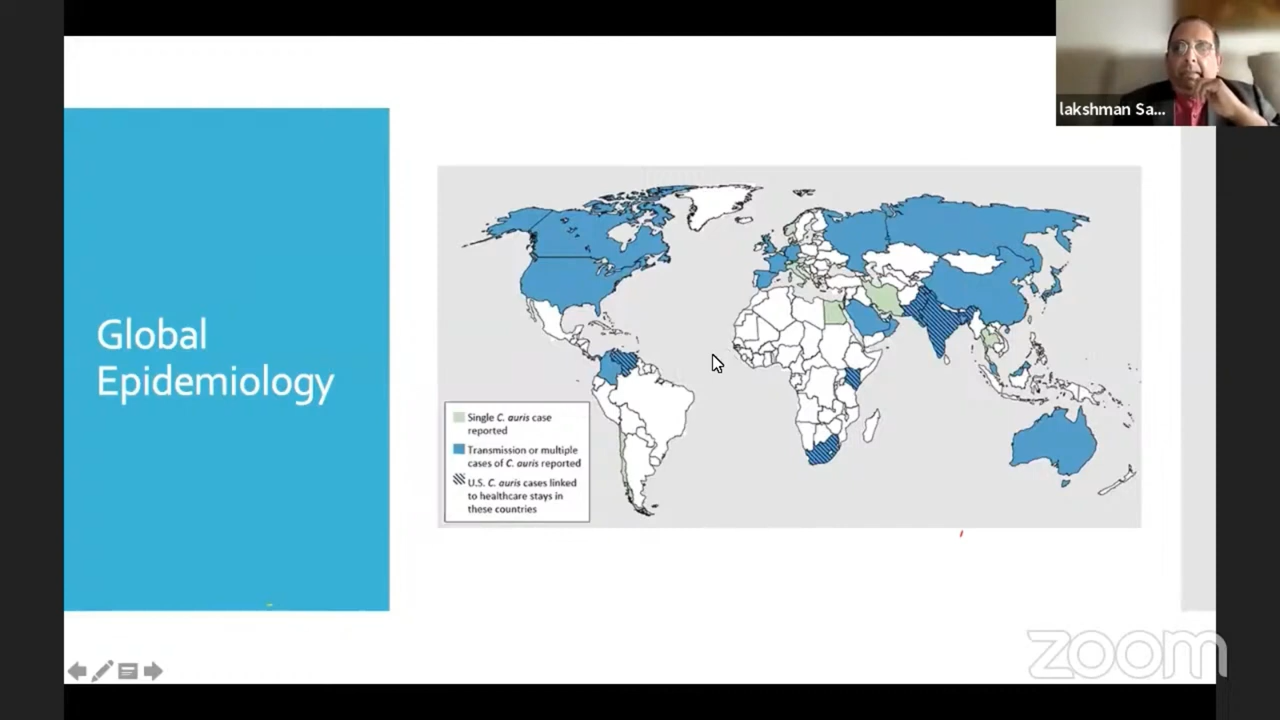 lakshman Sa...
Global
Epidemiology
Single C. auris case
reported
Transmission or multiple
cases of C. auris reported
U.S. C. auris cases linked
to healthcare stays in
these countries
zoom